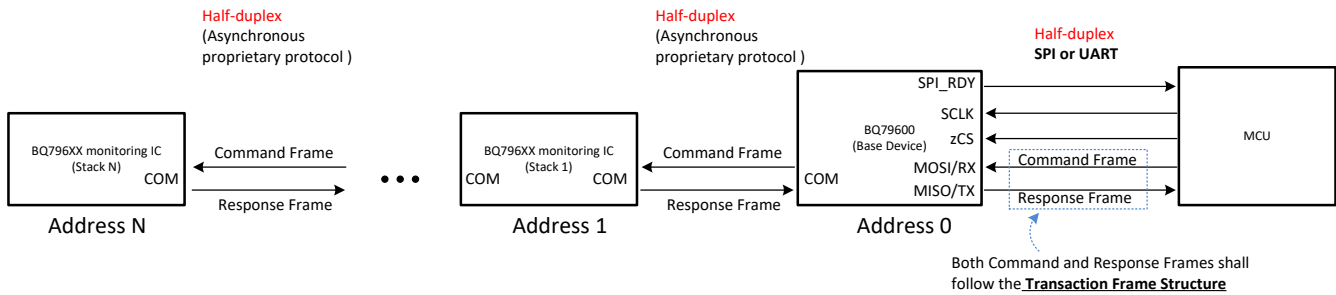 Half-duplex
(Asynchronous
proprietary protocol )
Half-duplex
(Asynchronous
proprietary protocol )
Half-duplex
SPI or UART
BQ796XX monitoring IC
(Stack N)
COM
Command Frame
Response Frame
Address N
BQ796XX monitoring IC
(Stack 1)
COM
COM
Command Frame
Response Frame
Address 1
BQ79600
(Base Device)
COM
SPI_RDY
SCLK
zCS
MOSI/RX
MISO/TX
Address 0
Command Frame
Response Frame
MCU
Both Command and Response Frames shall
follow the Transaction Frame Structure